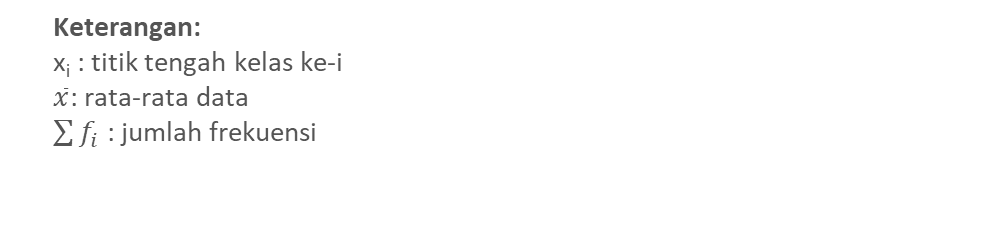 Keterangan:
xᵢ : titik tengah kelas ke-i
x̄: rata-rata data
∑ fᵢ : jumlah frekuensi